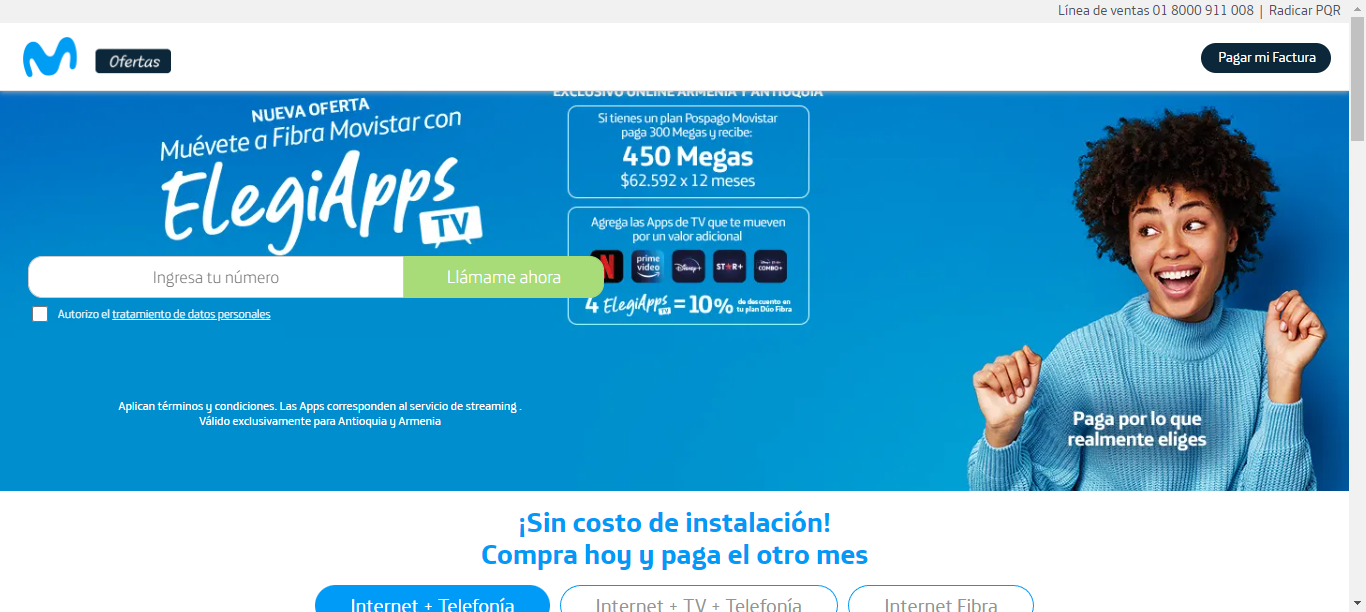 Línea de ventas 01 8000 911 008 | Radicar PQR
Ofertas
Pagar mi Factura
EXCLUSIVO ONLINE ARMENIA Y ANTIOQUIA
NUEVA OFERTA
Muévete a Fibra Movistar con
ElegiApps
TV
Si tienes un plan Pospago Movistar
paga 300 Megas y recibe:
450 Megas
$62.592 x 12 meses
Agrega las Apps de TV que te mueven
por un valor adicional
N
prime
video
Disney+
STAR+
Disney+
COMBO+
4 ElegiApps TV = 10% de descuento en
tu plan Dúo Fibra
Ingresa tu número
Llámame ahora
Autorizo el tratamiento de datos personales
Aplican términos y condiciones. Las Apps corresponden al servicio de streaming .
Válido exclusivamente para Antioquia y Armenia
Paga por lo que
realmente eliges
¡Sin costo de instalación!
Compra hoy y paga el otro mes
Internet + Telefonía
Internet + TV + Telefonía
Internet Fibra